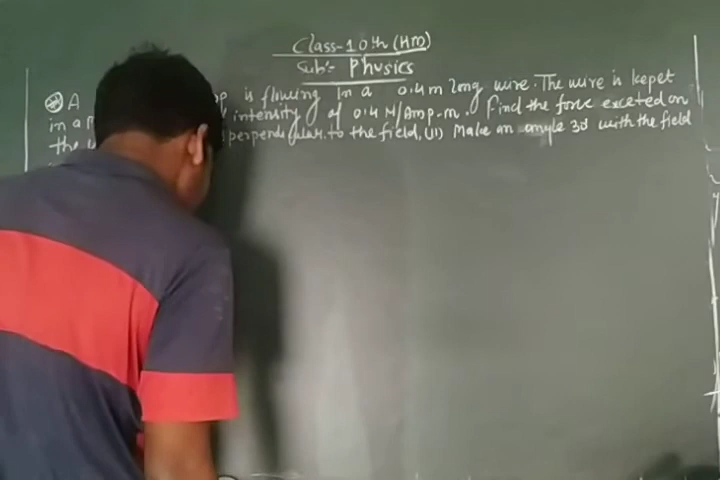 Class-10th (HM)
Sub:- Physics
A is flowing in a 0.4m long wire. The wire is kepet
in a intensity of 0.4 N/Amp-m. Find the force exceted on
the perpendicular to the field, (ii) Make an angle 30 with the field